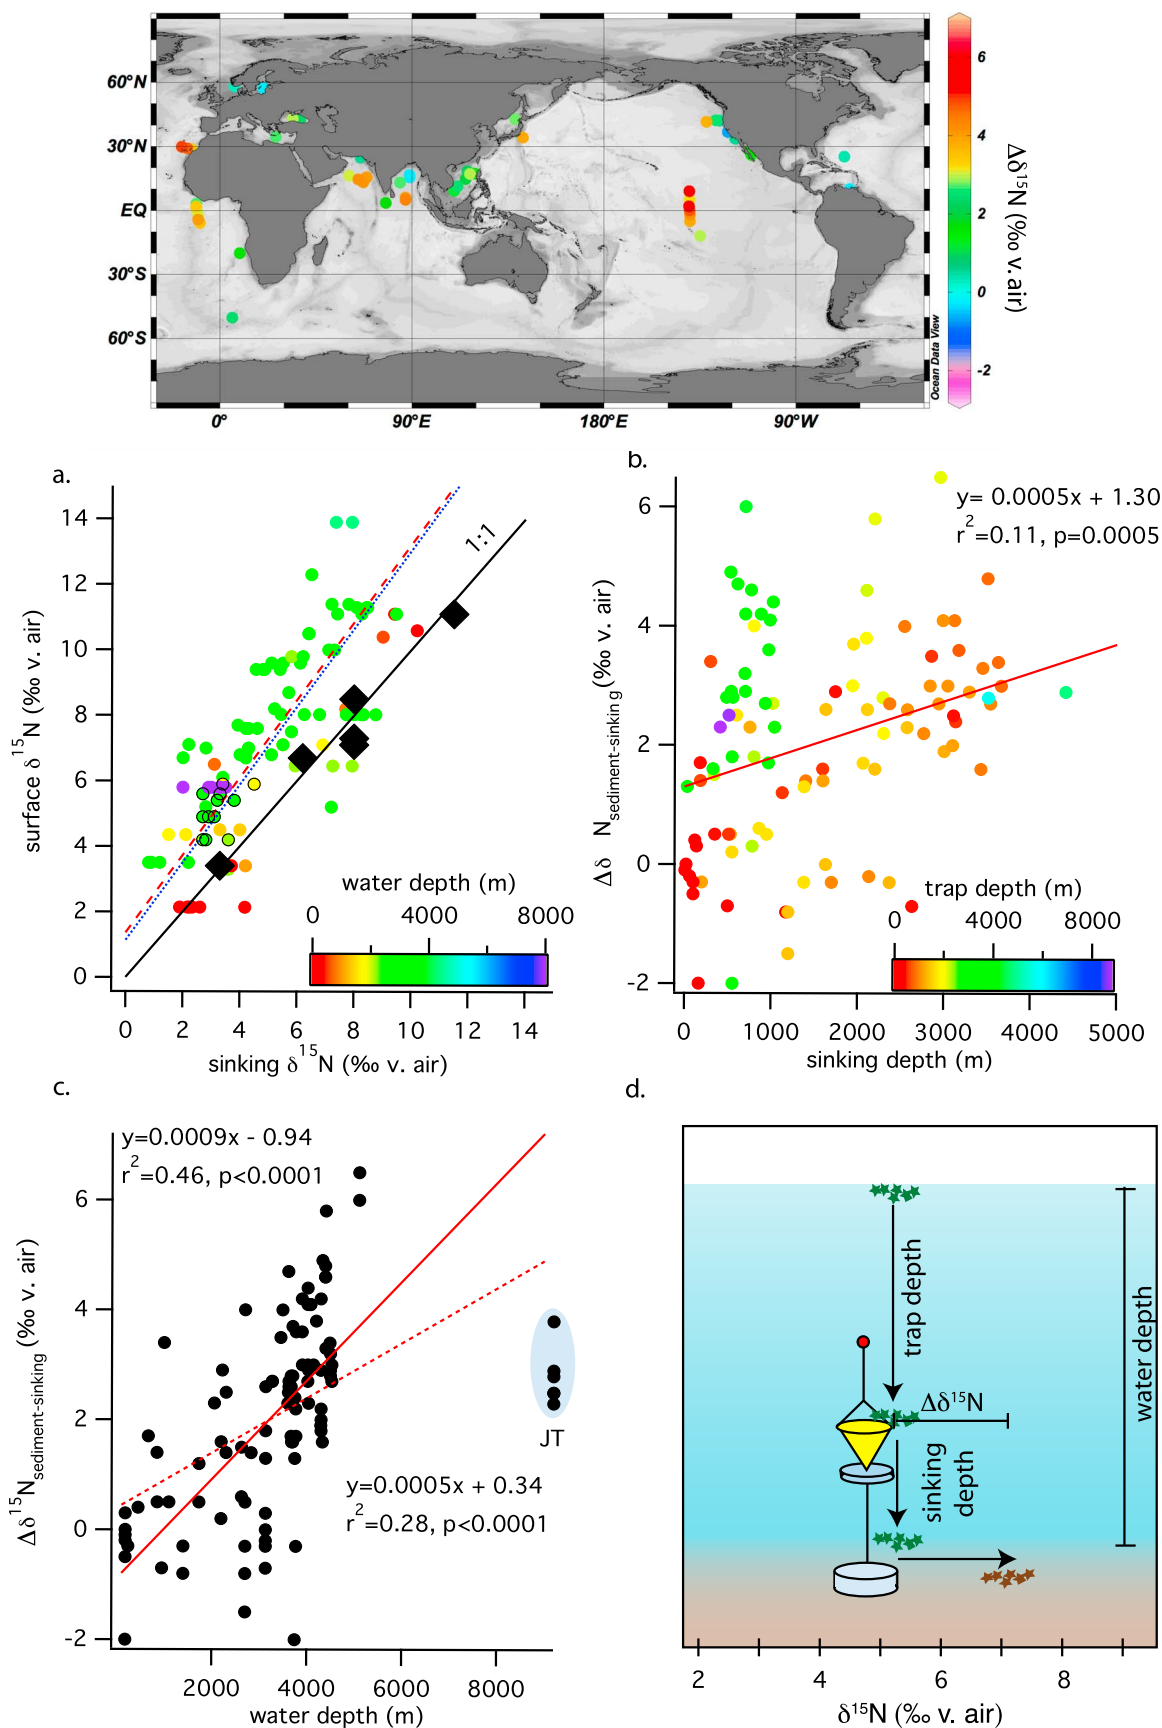 60°N
30°N
EQ
30°S
60°S
0°
90°E
180°E
90°W
Ocean Data View
6
4
2
0
-2
Δδ15N (‰ v. air)
a.
14
12
10
8
6
4
2
0
surface δ15N (‰ v. air)
1:1
water depth (m)
0 4000 8000
0 2 4 6 8 10 12 14
sinking δ15N (‰ v. air)
b.
y= 0.0005x + 1.30
r2=0.11, p=0.0005
6
4
2
0
-2
Δδ Nsediment-sinking (‰ v. air)
trap depth (m)
0 4000 8000
0 1000 2000 3000 4000 5000
sinking depth (m)
c.
y=0.0009x - 0.94
r2=0.46, p<0.0001
6
4
2
0
-2
Δδ15Nsediment-sinking (‰ v. air)
JT
y=0.0005x + 0.34
r2=0.28, p<0.0001
2000 4000 6000 8000
water depth (m)
d.
trap depth
Δδ15N
sinking
depth
water depth
2 4 6 8
δ15N (‰ v. air)